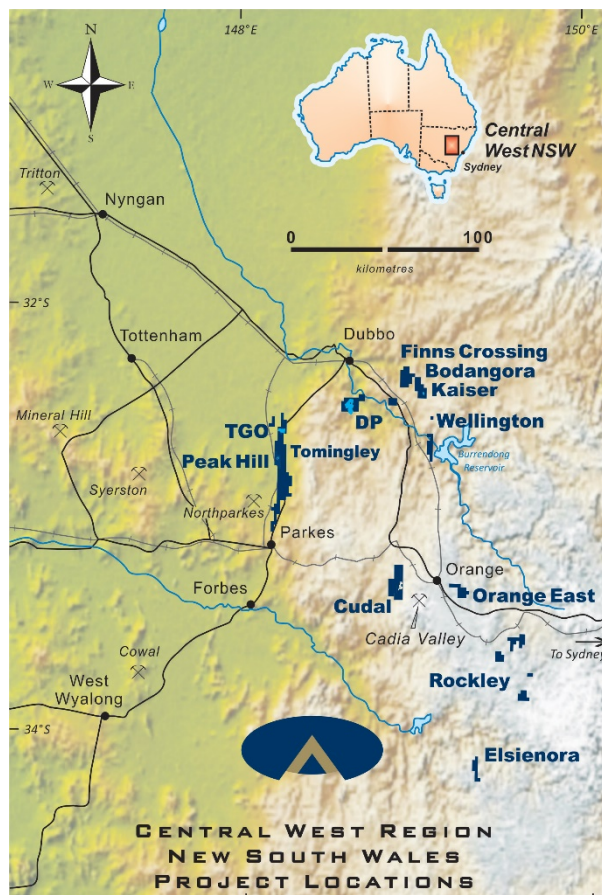 148°E
150°E
N
W
E
S
Central
West NSW
Sydney
Tritton
Nyngan
0
100
kilometres
32°S
Dubbo
Tottenham
Finns Crossing
Bodangora
Kaiser
Mineral Hill
DP
Wellington
TGO
Tomingley
Burrendong
Reservpir
Peak Hill
Syerston
Northparkes
Parkes
Orange
Forbes
Cudal
Orange East
Cadia Valley
To Sydney
Cowal
West
Wyalong
Rockley
34°S
Elsienora
CENTRAL WEST REGION
NEW SOUTH WALES
PROJECT LOCATIONS